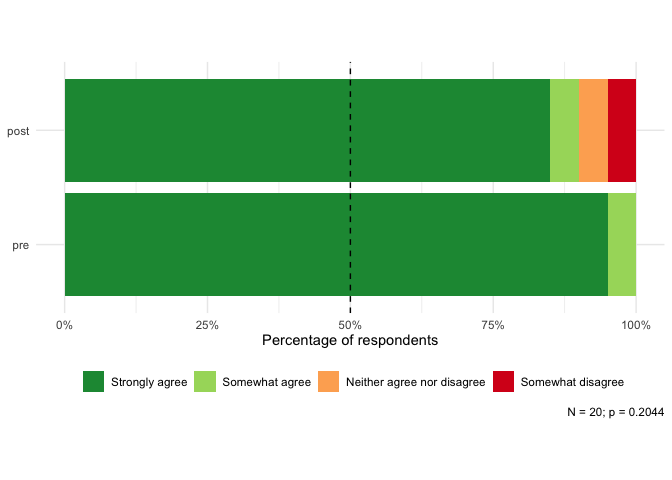 post
pre
0% 25% 50% 75% 100%
Percentage of respondents
Strongly agree Somewhat agree Neither agree nor disagree Somewhat disagree
N = 20; p = 0.2044